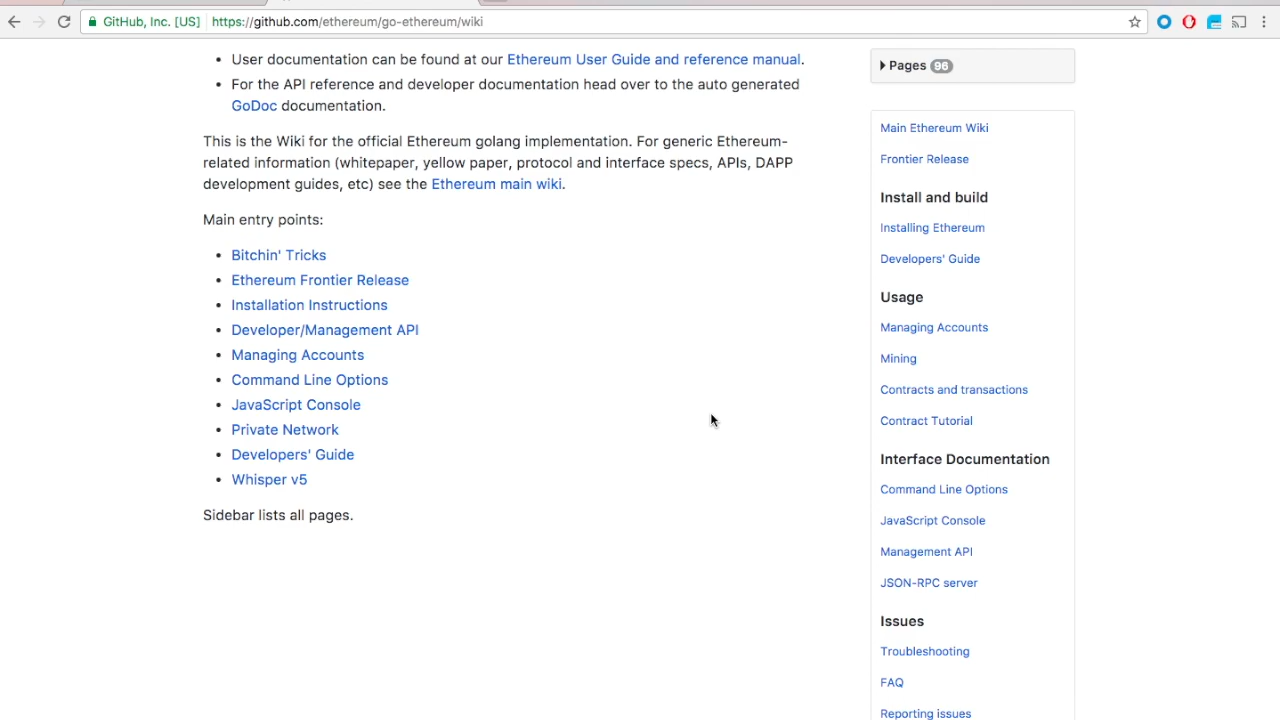 GitHub, Inc. [US]
https://github.com/ethereum/go-ethereum/wiki
User documentation can be found at our Ethereum User Guide and reference manual.
For the API reference and developer documentation head over to the auto generated
GoDoc documentation.
This is the Wiki for the official Ethereum golang implementation. For generic Ethereum-
related information (whitepaper, yellow paper, protocol and interface specs, APIs, DAPP
development guides, etc) see the Ethereum main wiki.
Main entry points:
Bitchin' Tricks
Ethereum Frontier Release
Installation Instructions
Developer/Management API
Managing Accounts
Command Line Options
JavaScript Console
Private Network
Developers' Guide
Whisper v5
Sidebar lists all pages.
Pages 96
Main Ethereum Wiki
Frontier Release
Install and build
Installing Ethereum
Developers' Guide
Usage
Managing Accounts
Mining
Contracts and transactions
Contract Tutorial
Interface Documentation
Command Line Options
JavaScript Console
Management API
JSON-RPC server
Issues
Troubleshooting
FAQ
Reporting issues